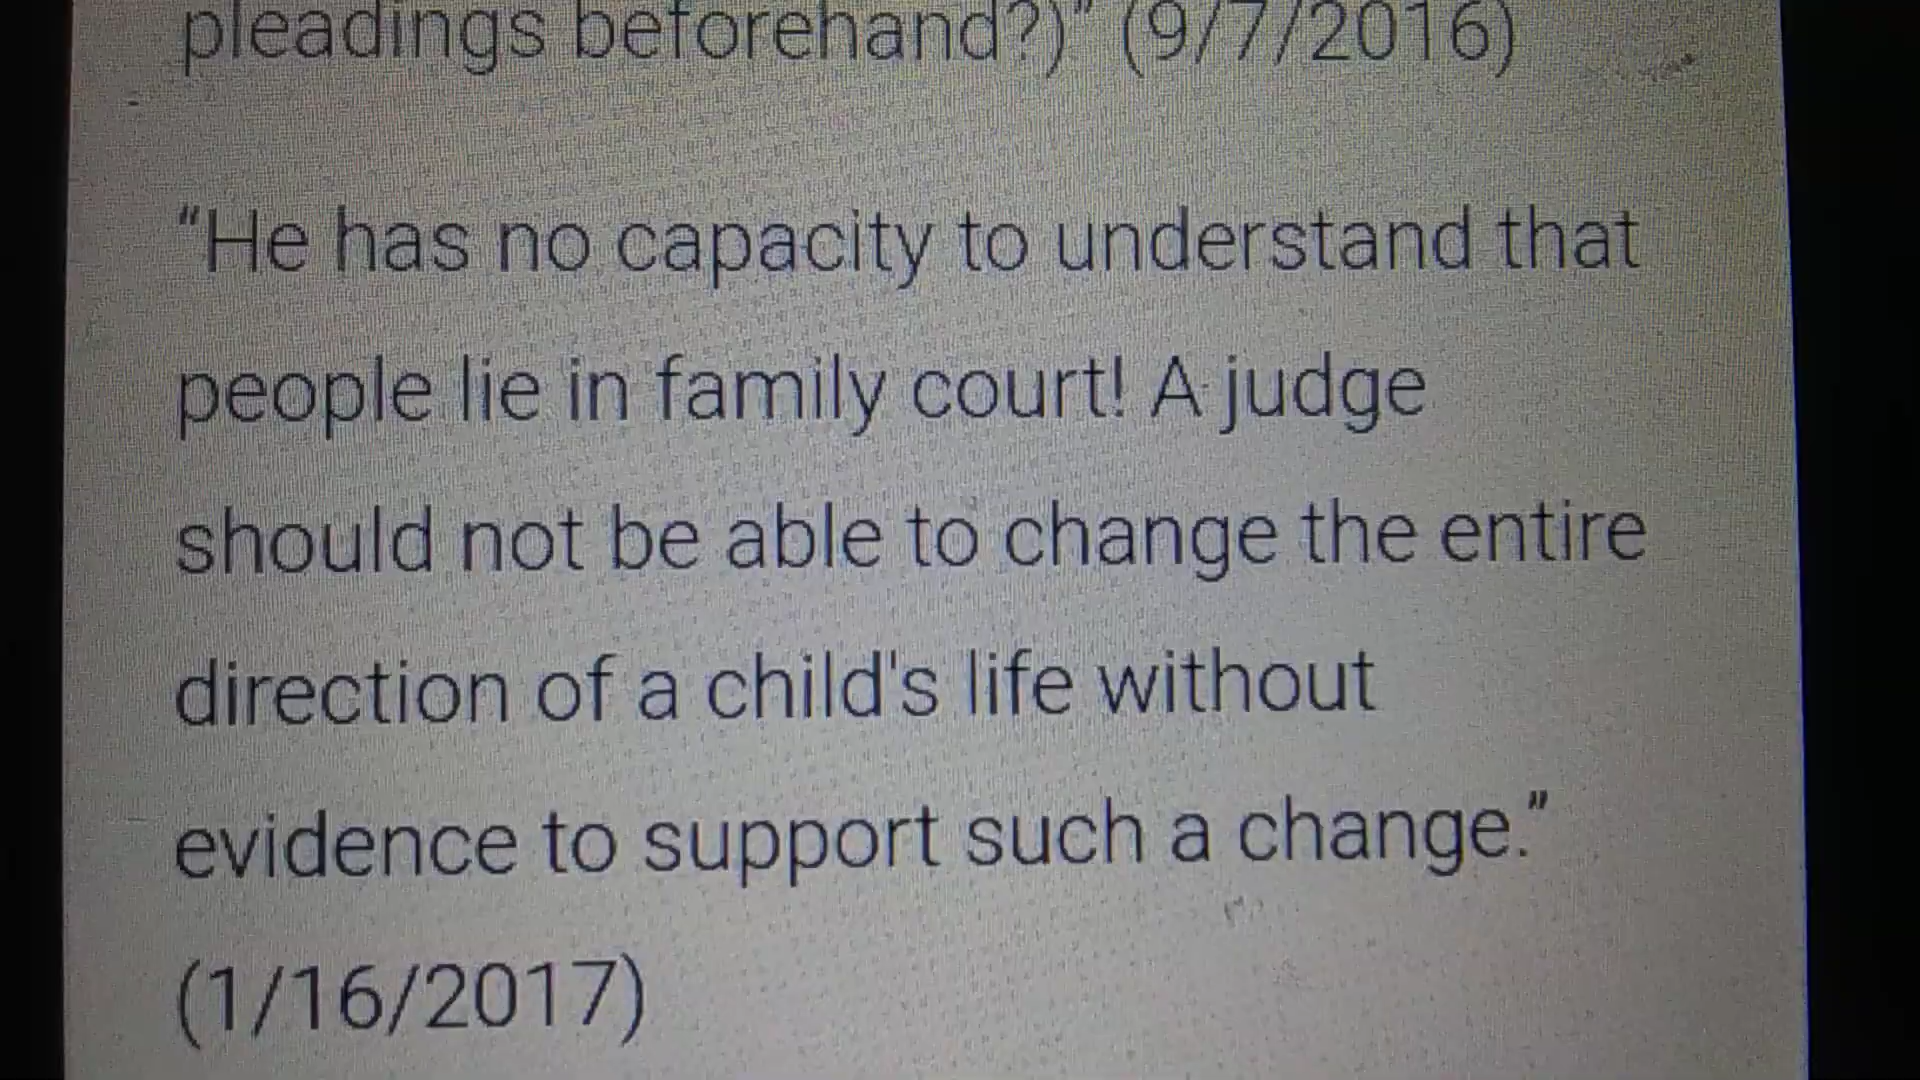 pleadings beforehand?)" (9/7/2016)
"He has no capacity to understand that
people lie in family court! A judge
should not be able to change the entire
direction of a child's life without
evidence to support such a change."
(1/16/2017)